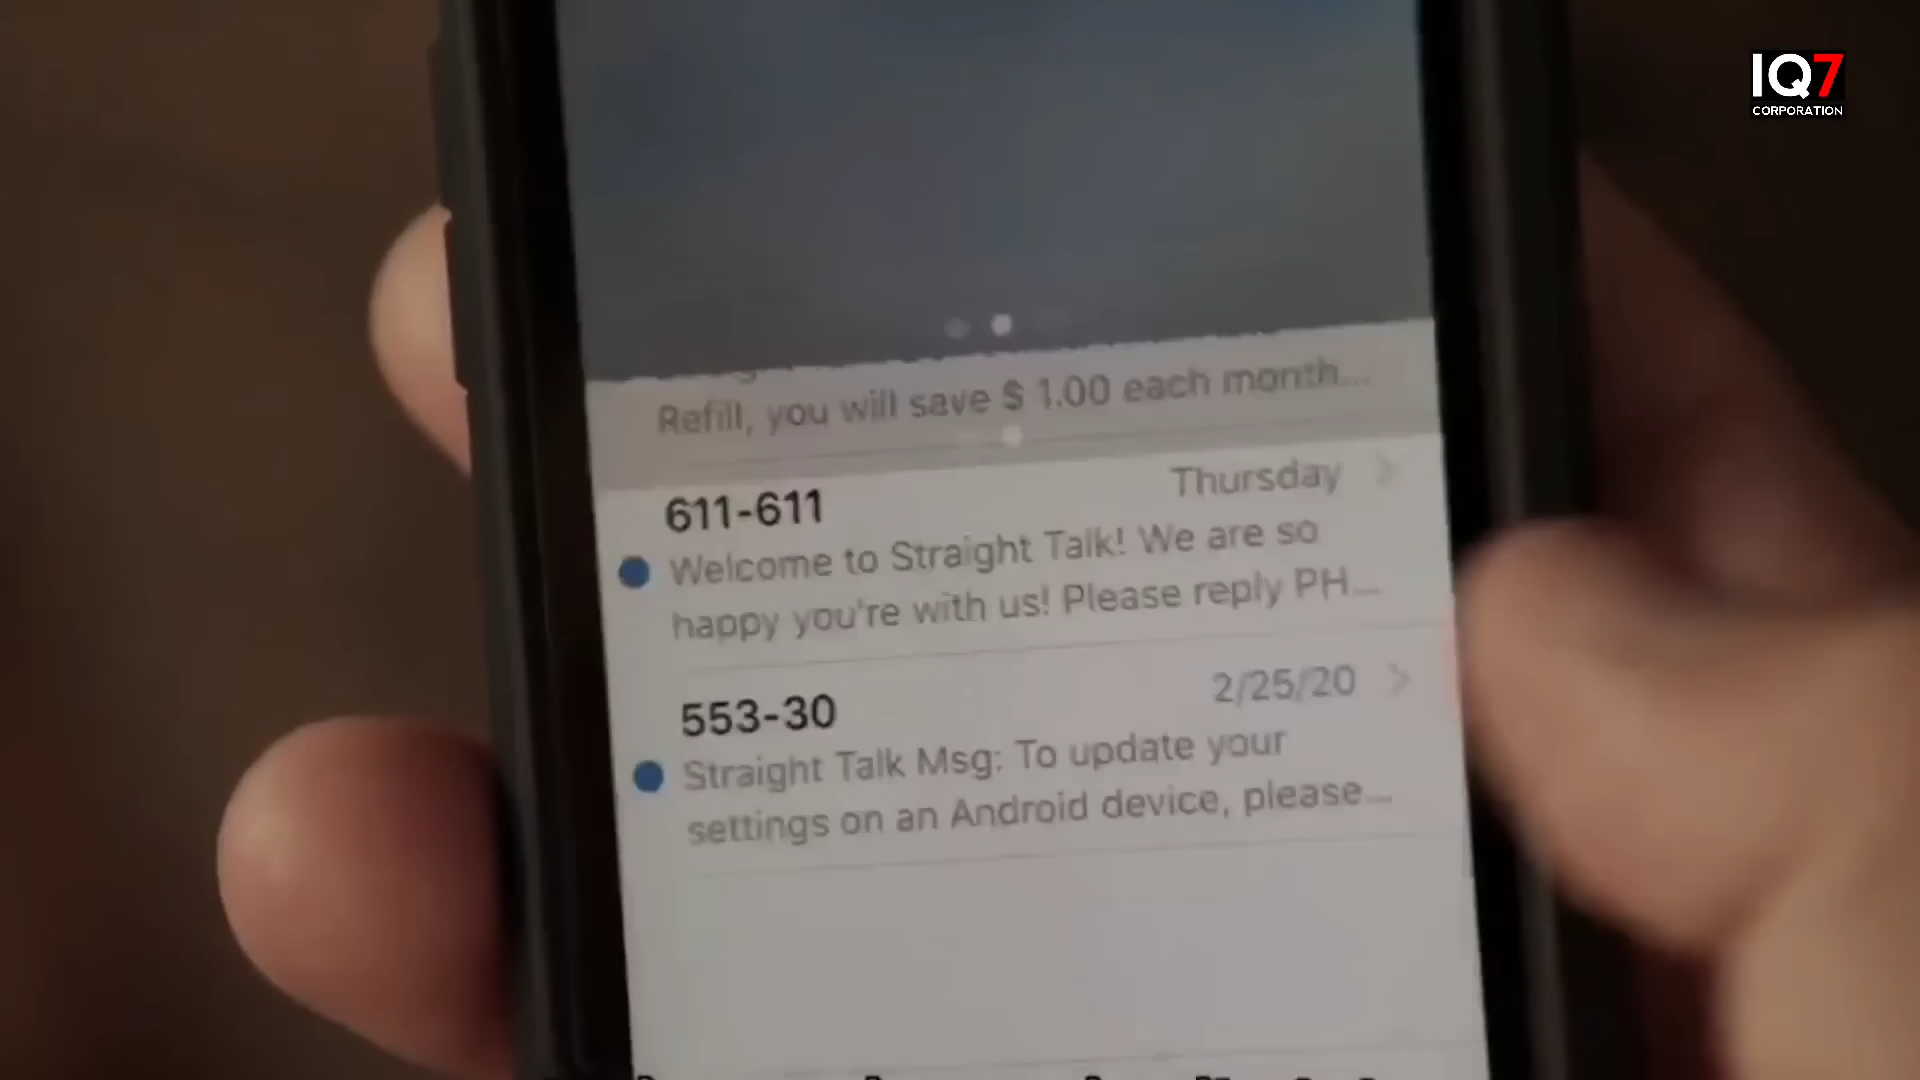 IQ7
CORPORATION
Refill, you will save $ 1.00 each month...
611-611
Thursday
Welcome to Straight Talk! We are so
happy you're with us! Please reply PH...
553-30
2/25/20
Straight Talk Msg: To update your
settings on an Android device, please...